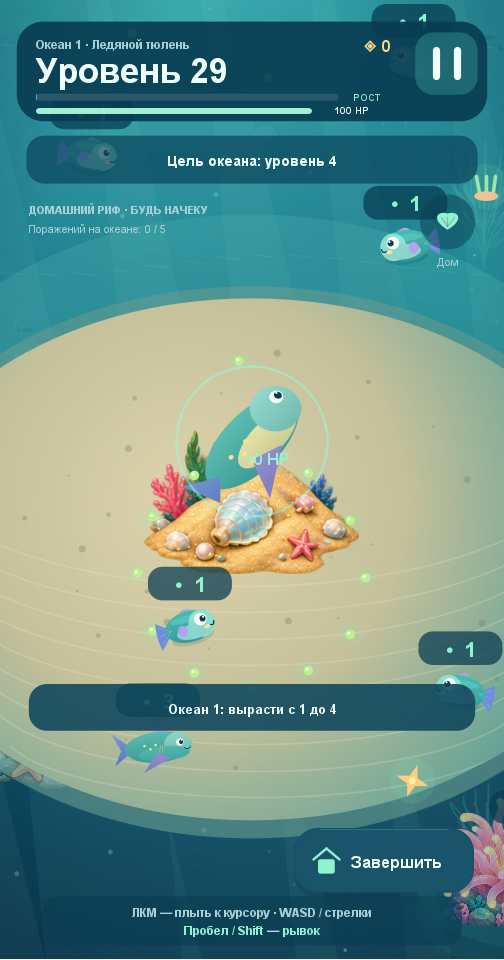 1
Океан 1 · Ледяной тюлень
0
Уровень 29
РОСТ
100 HP
Цель океана: уровень 4
ДОМАШНИЙ РИФ · БУДЬ НАЧЕКУ
Поражений на океане: 0 / 5
1
Дом
1
1
Океан 1: вырасти с 1 до 4
Завершить
ЛКМ — плыть к курсору · WASD / стрелки
Пробел / Shift — рывок